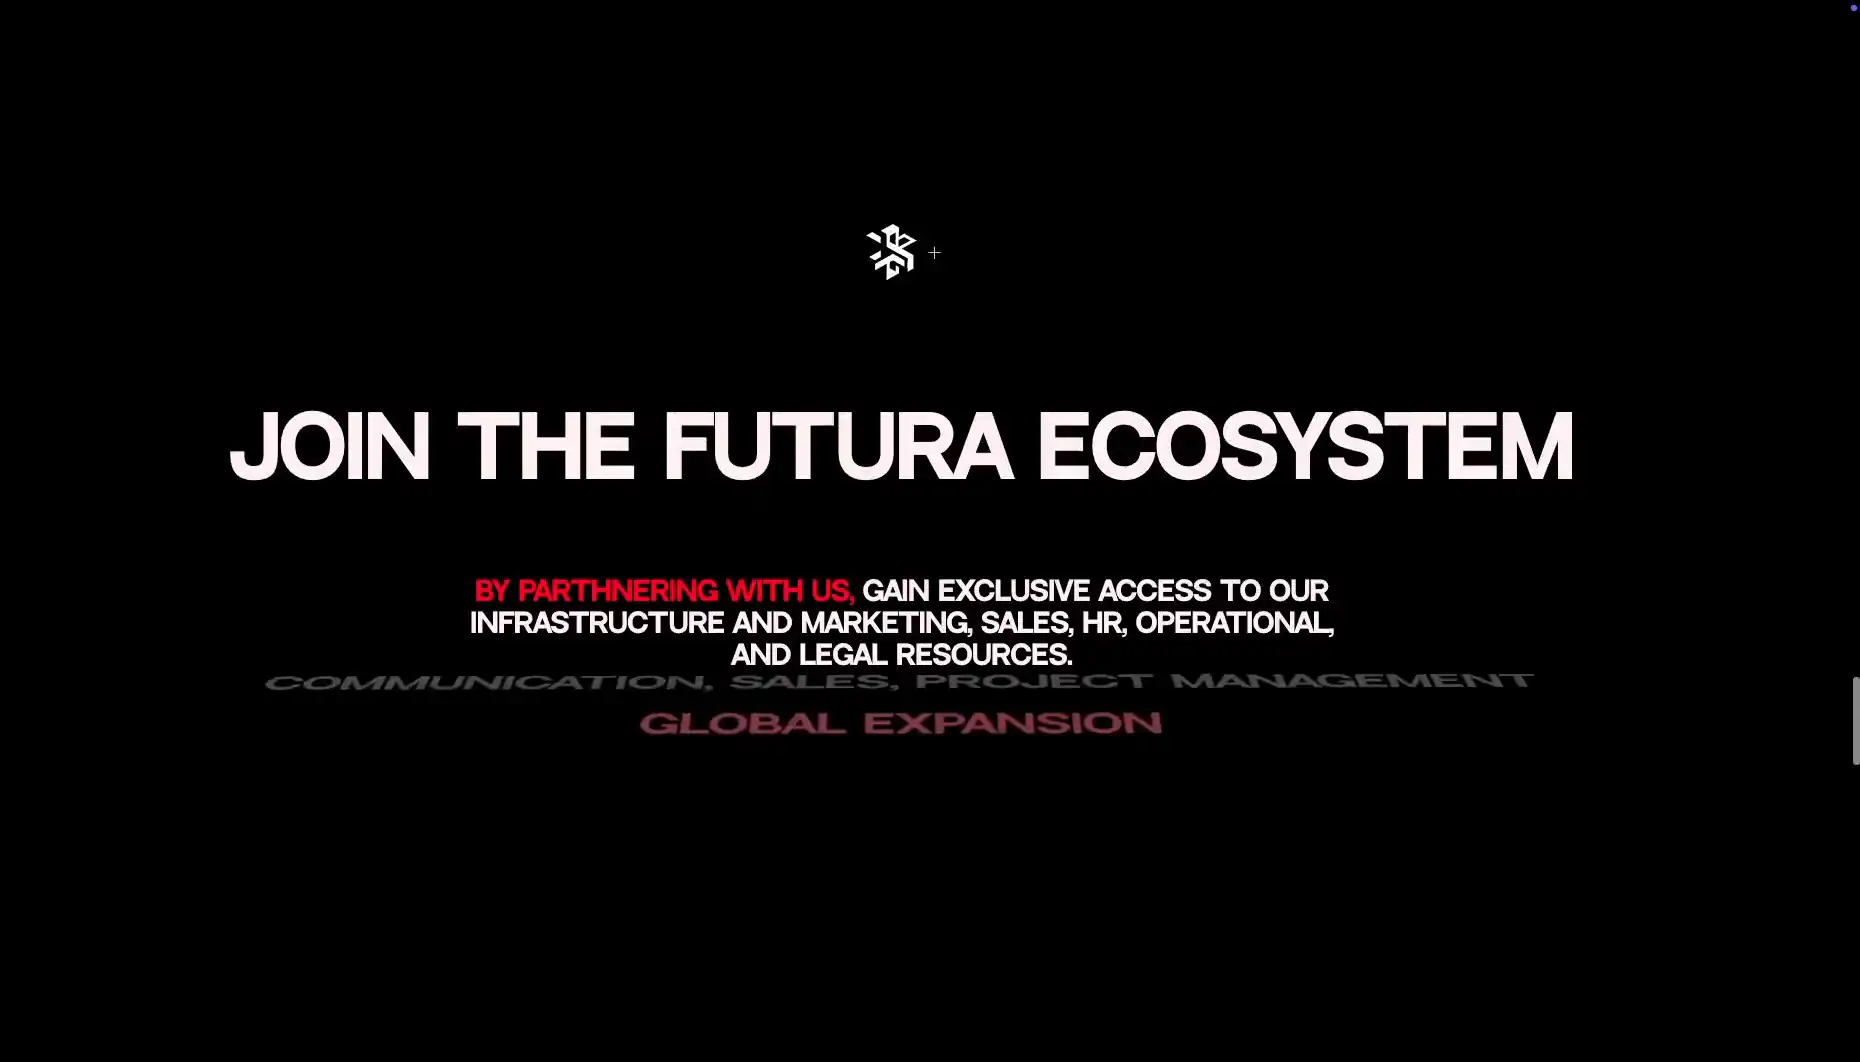 JOIN THE FUTURA ECOSYSTEM
BY PARTHNERING WITH US, GAIN EXCLUSIVE ACCESS TO OUR
INFRASTRUCTURE AND MARKETING, SALES, HR, OPERATIONAL,
AND LEGAL RESOURCES.
COMMUNICATION, SALES, PROJECT MANAGEMENT
GLOBAL EXPANSION